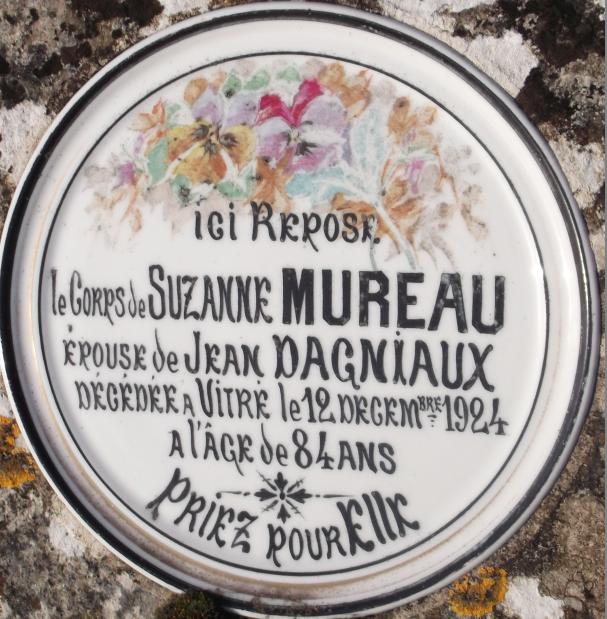 ici Repose
le Corps de SUZANNE MUREAU
ÉPOUSE de JEAN DAGNIAUX
DÉCÉDÉE A VITRÉ le 12 DECEMBRE 1924
A l'ÂGE de 84 ANS
PRIEZ POUR Elle